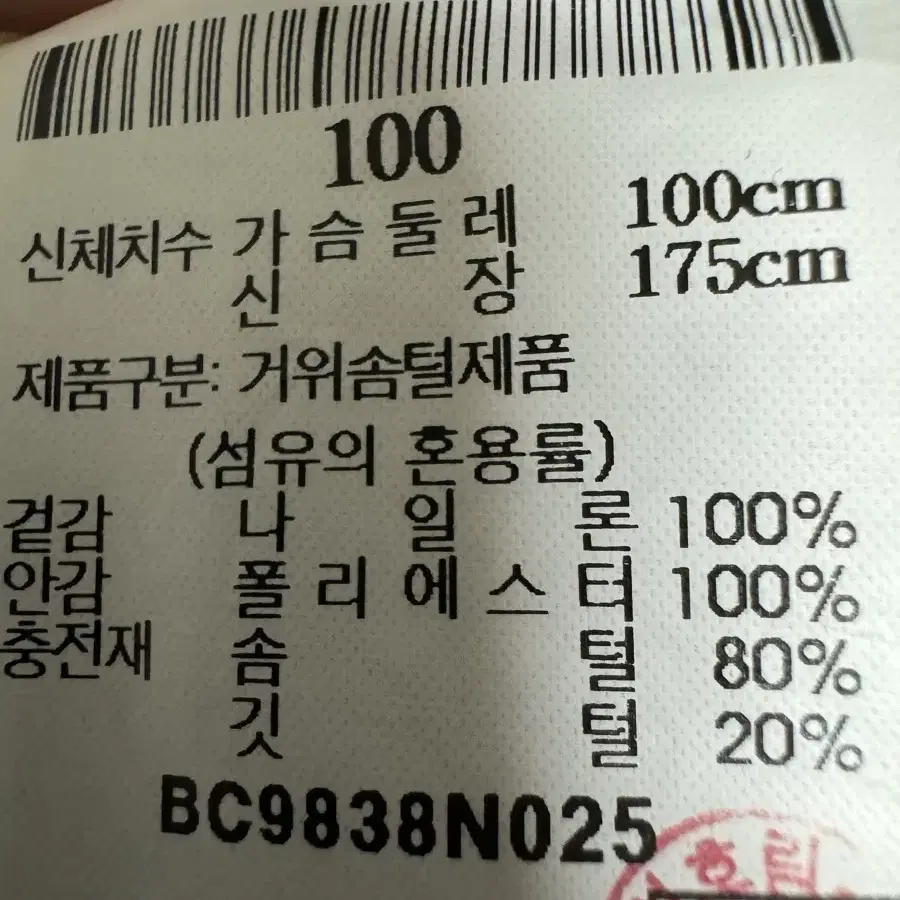 100
신체치수 가 슴 둘 레 100cm
신 장 175cm
제품구분: 거위솜털제품
(섬유의 혼용률)
겉감 나 일 론 100%
안감 폴 리 에 스 터 100%
충전재 솜 털 80%
깃 털 20%
BC9838N025